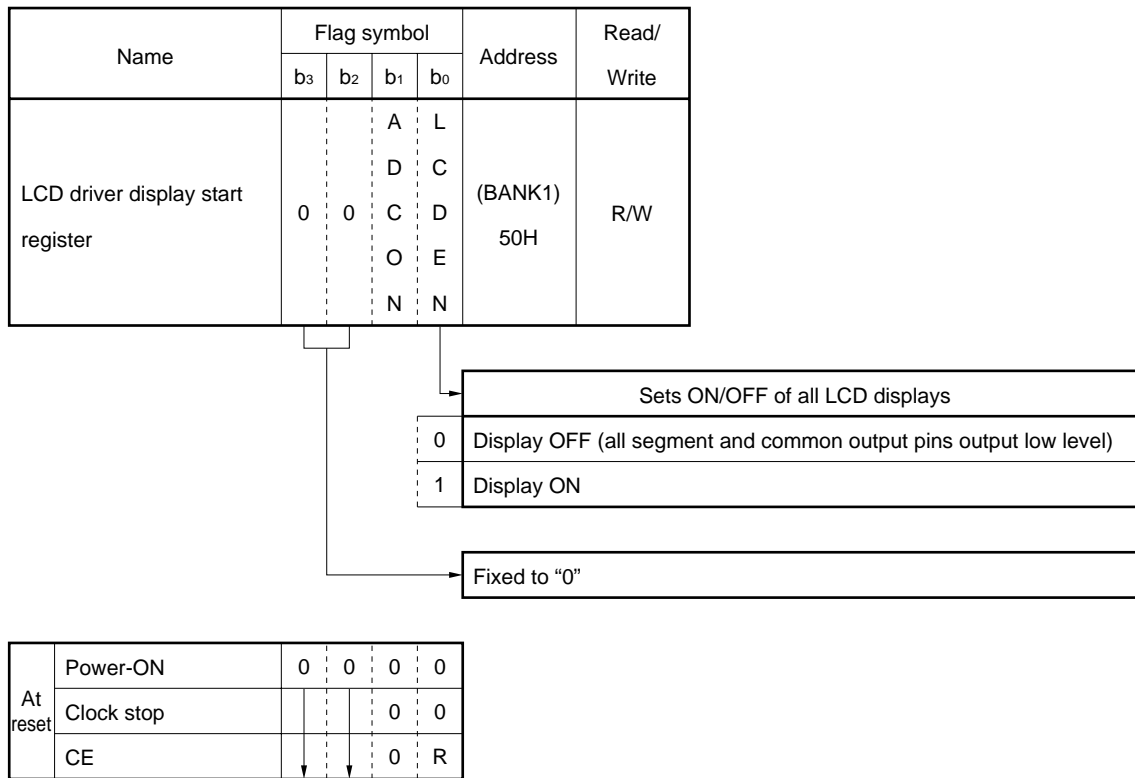 Name
Flag symbol
Address
Read/
Write
b3 b2 b1 b0
LCD driver display start
register
0 0
A
D
C
O
N
L
C
D
E
N
(BANK1)
50H
R/W
Sets ON/OFF of all LCD displays
0 Display OFF (all segment and common output pins output low level)
1 Display ON
Fixed to “0”
At
reset
Power-ON 0 0 0 0
Clock stop 0 0
CE 0 R